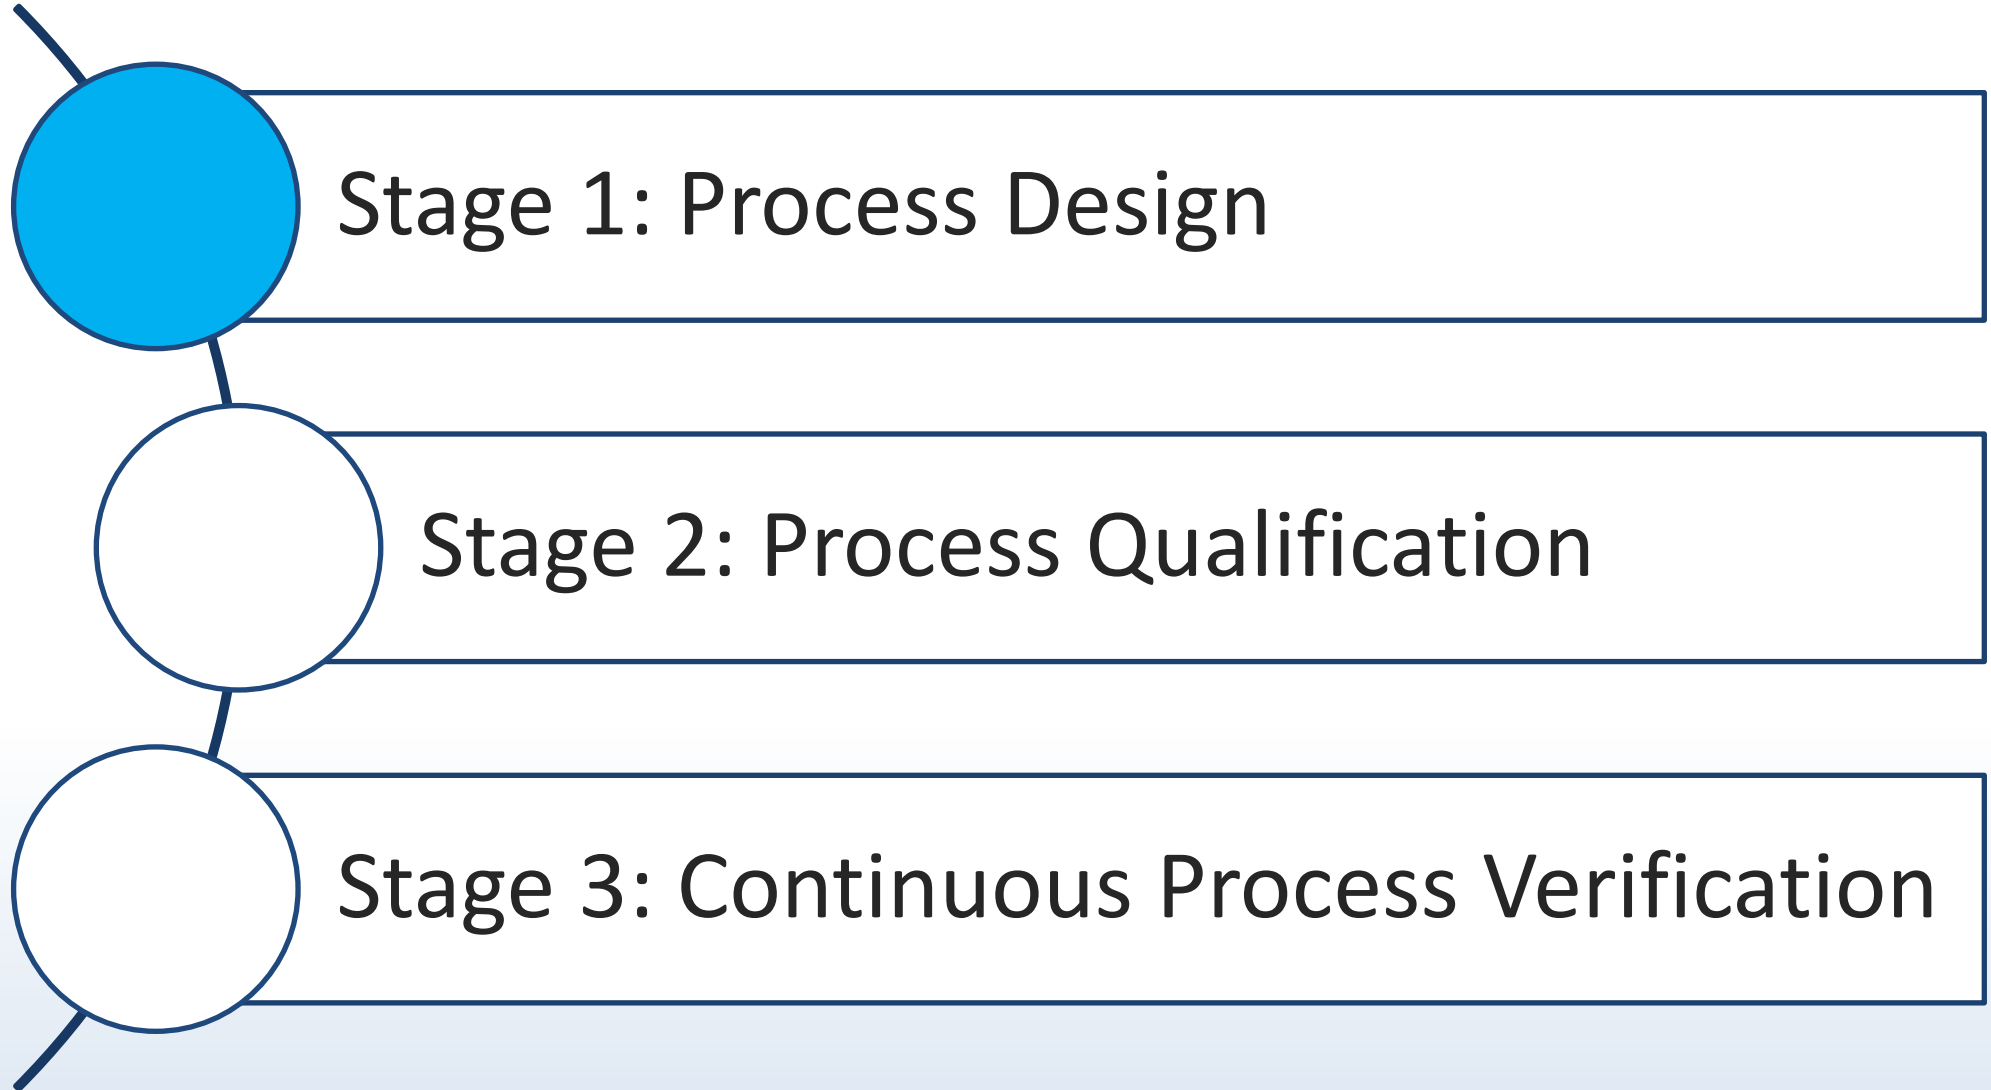 Stage 1: Process Design
Stage 2: Process Qualification
Stage 3: Continuous Process Verification